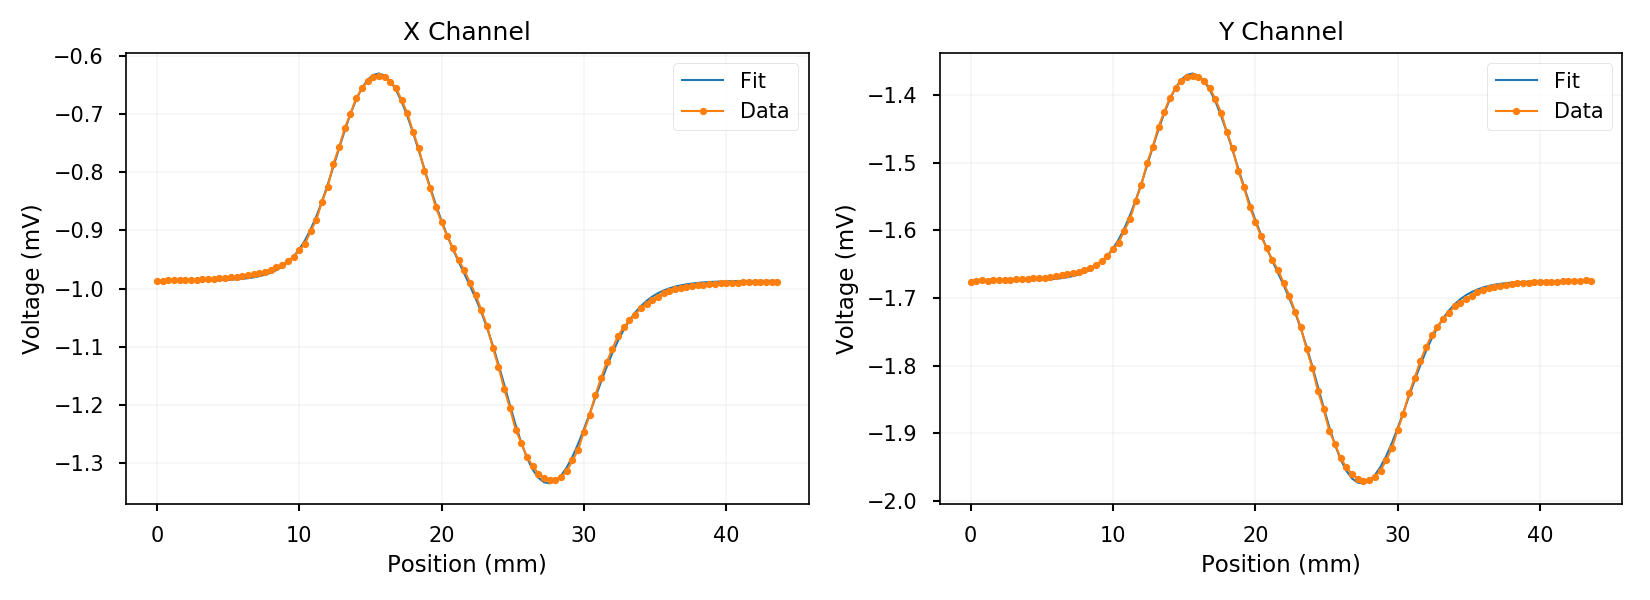 X Channel
Fit
Data
−0.6
−0.7
−0.8
−0.9
−1.0
−1.1
−1.2
−1.3
Voltage (mV)
0
10
20
30
40
Position (mm)
Y Channel
Fit
Data
−1.4
−1.5
−1.6
−1.7
−1.8
−1.9
−2.0
Voltage (mV)
0
10
20
30
40
Position (mm)